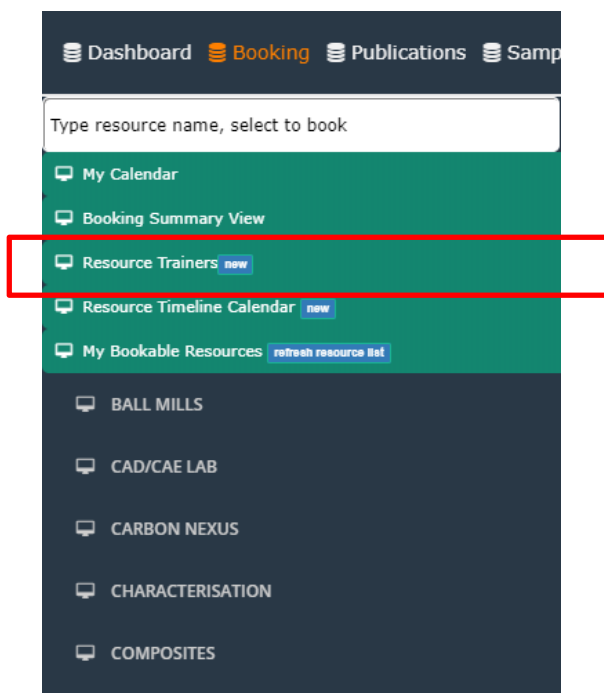 Dashboard Booking Publications Samp
Type resource name, select to book
My Calendar
Booking Summary View
Resource Trainers new
Resource Timeline Calendar new
My Bookable Resources refresh resource list
BALL MILLS
CAD/CAE LAB
CARBON NEXUS
CHARACTERISATION
COMPOSITES